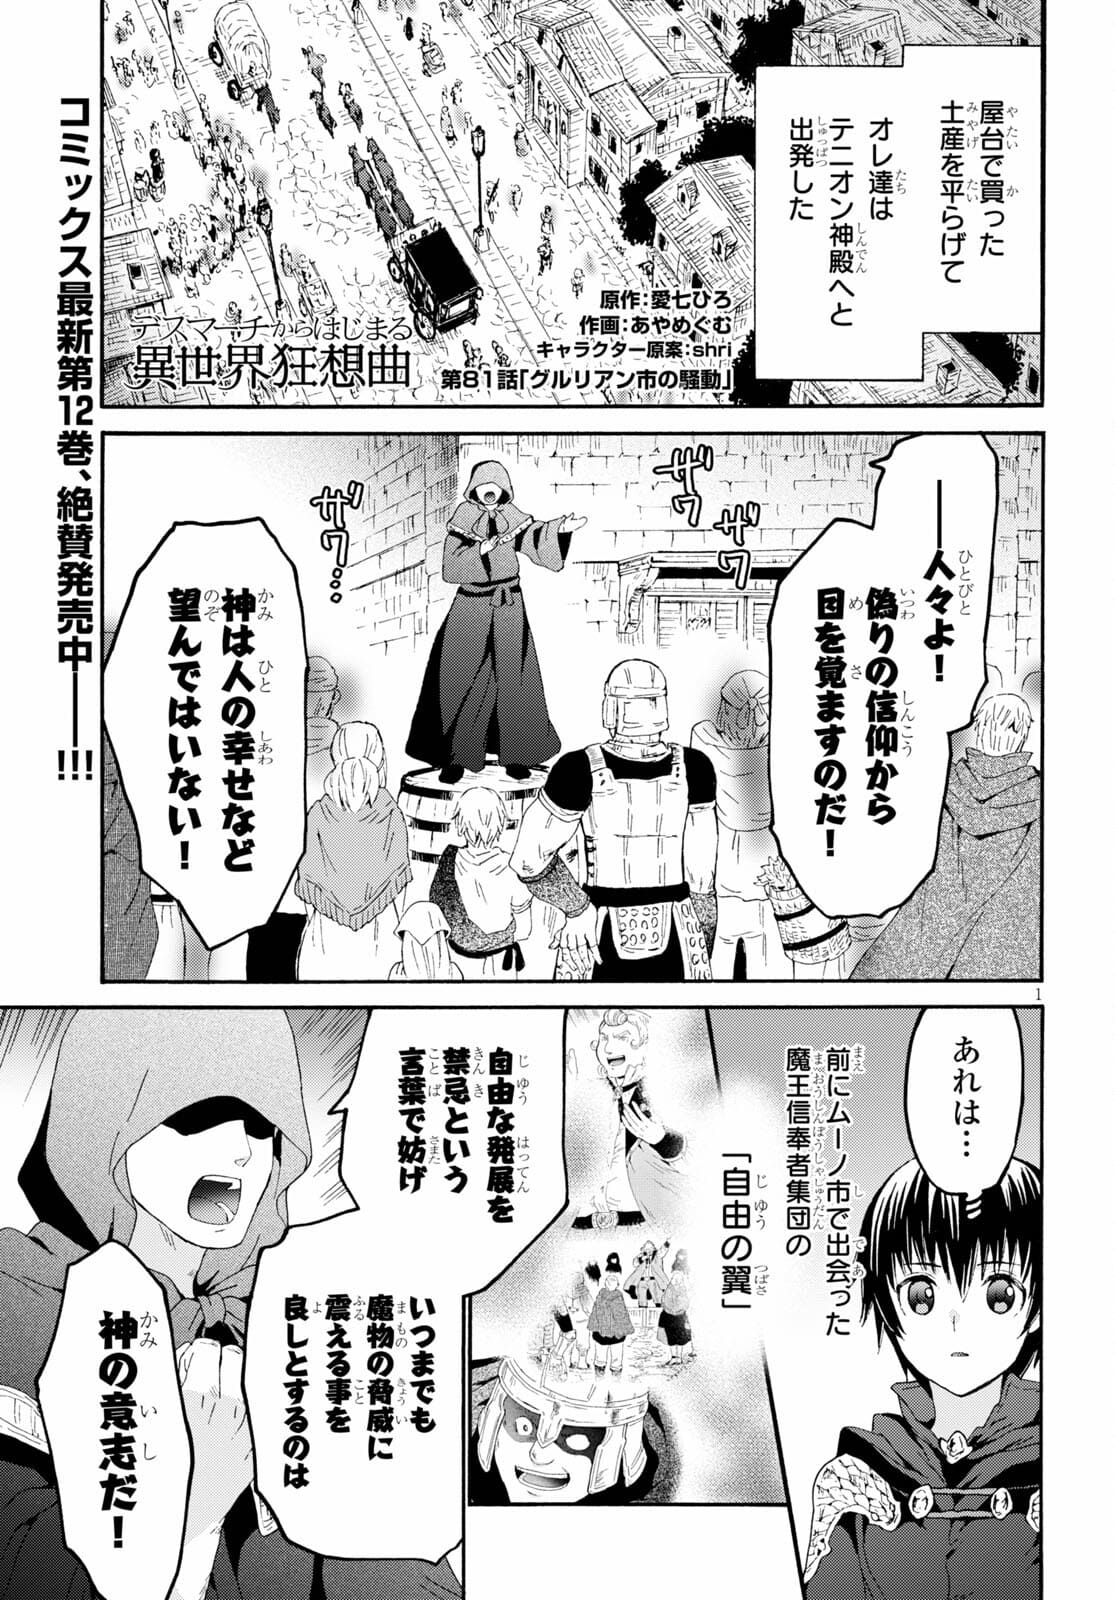 コミックス最新第12巻、絶賛発売中――!!!
屋台で買った
土産を平らげて
オレ達は
テニオン神殿へと
出発した
デスマーチからはじまる
異世界狂想曲
原作:愛七ひろ
作画:あやめぐむ
キャラクター原案:shri
第81話「グルリアン市の騒動」
――人々よ!
偽りの信仰から
目を覚ますのだ!
ザワ
ザワ
神は人の幸せなど
望んではいない!
1
あれは…
前にムーノ市で出会った
魔王信奉者集団の
「自由の翼」
自由な発展を
禁忌という
言葉で妨げ
いつまでも
魔物の脅威に
震える事を
良しとするのは
神の意志だ!